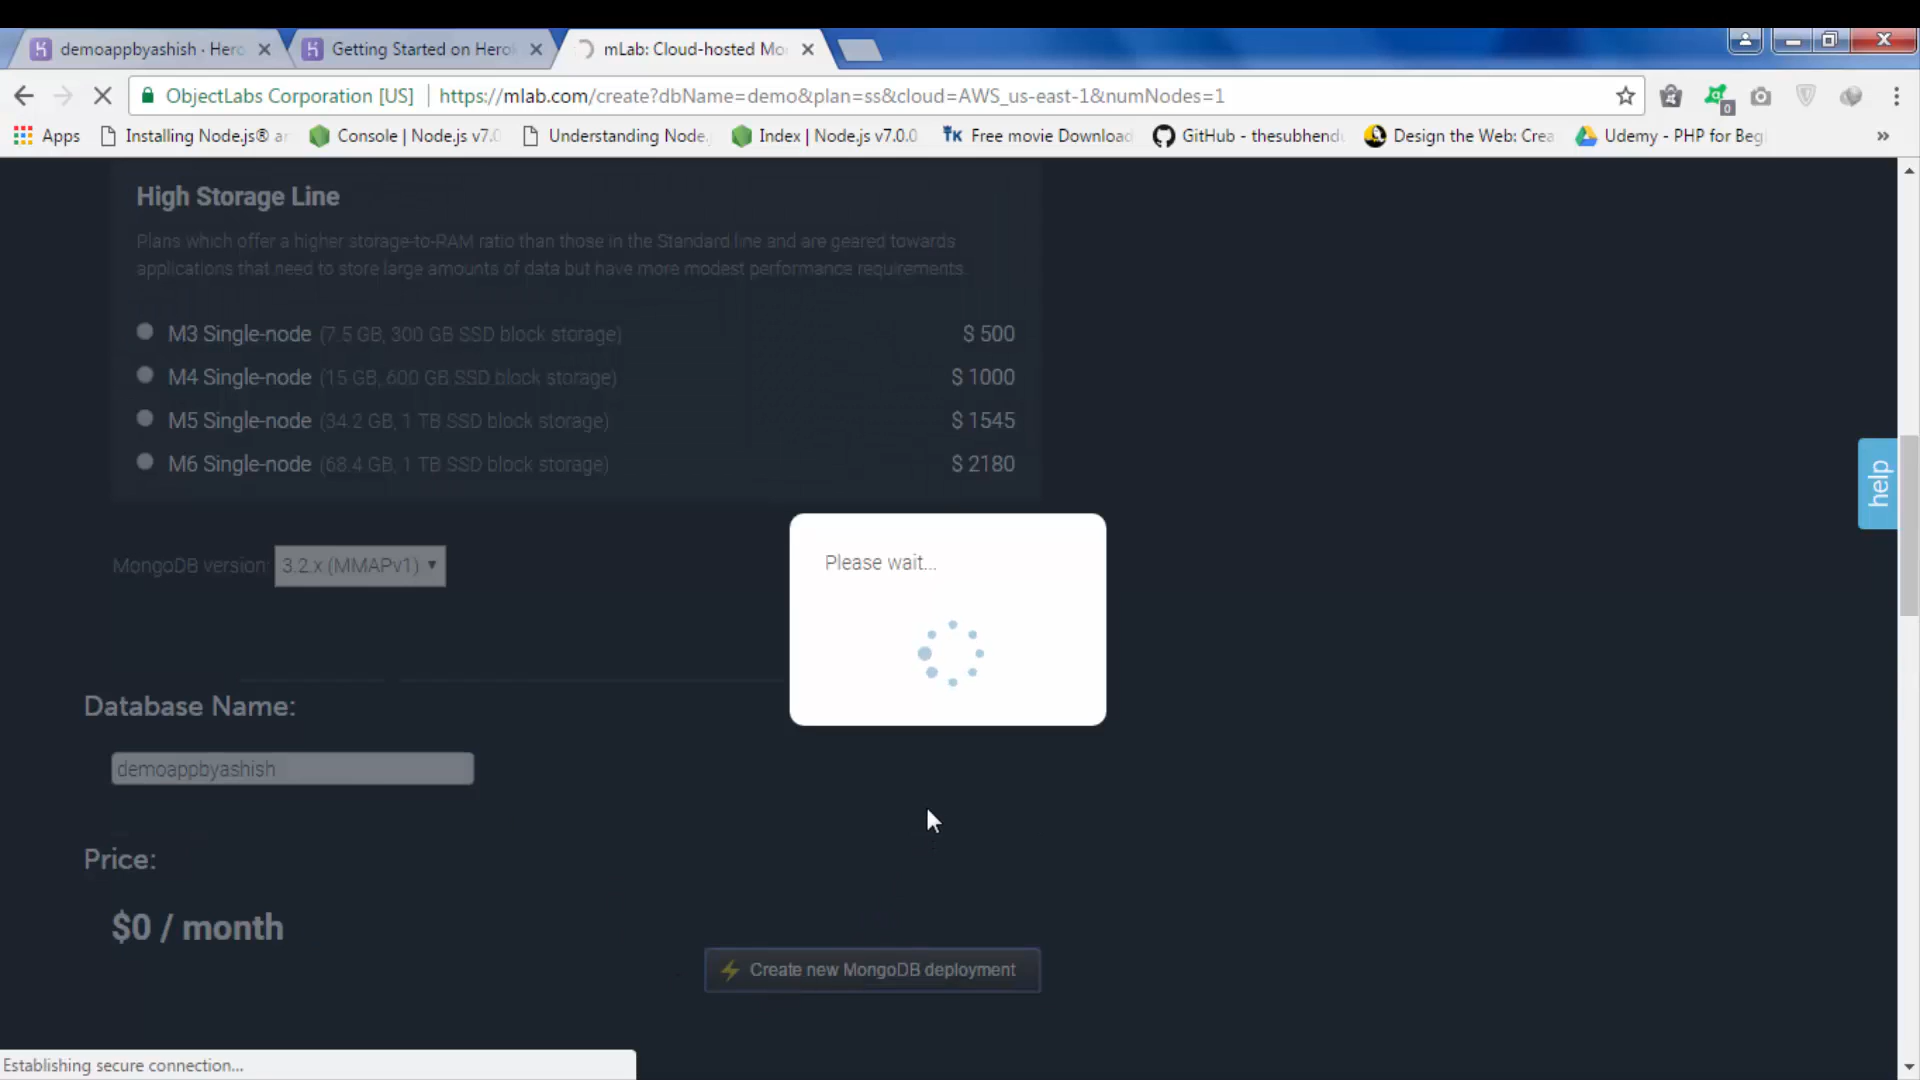 demoappbyashish · Hero
Getting Started on Herok
mLab: Cloud-hosted Mo
ObjectLabs Corporation [US]
https://mlab.com/create?dbName=demo&plan=ss&cloud=AWS_us-east-1&numNodes=1
0
Apps
Installing Node.js® an
Console | Node.js v7.0
Understanding Node.
Index | Node.js v7.0.0
TK Free movie Download
GitHub - thesubhendu
Design the Web: Crea
Udemy - PHP for Beg
»
High Storage Line
Plans which offer a higher storage-to-RAM ratio than those in the Standard line and are geared towards
applications that need to store large amounts of data but have more modest performance requirements.
M3 Single-node (7.5 GB, 300 GB SSD block storage) $ 500
M4 Single-node (15 GB, 600 GB SSD block storage) $ 1000
M5 Single-node (34.2 GB, 1 TB SSD block storage) $ 1545
M6 Single-node (68.4 GB, 1 TB SSD block storage) $ 2180
help
Please wait...
MongoDB version: 3.2.x (MMAPv1)
Database Name:
demoappbyashish
Price:
$0 / month
Create new MongoDB deployment
Establishing secure connection...